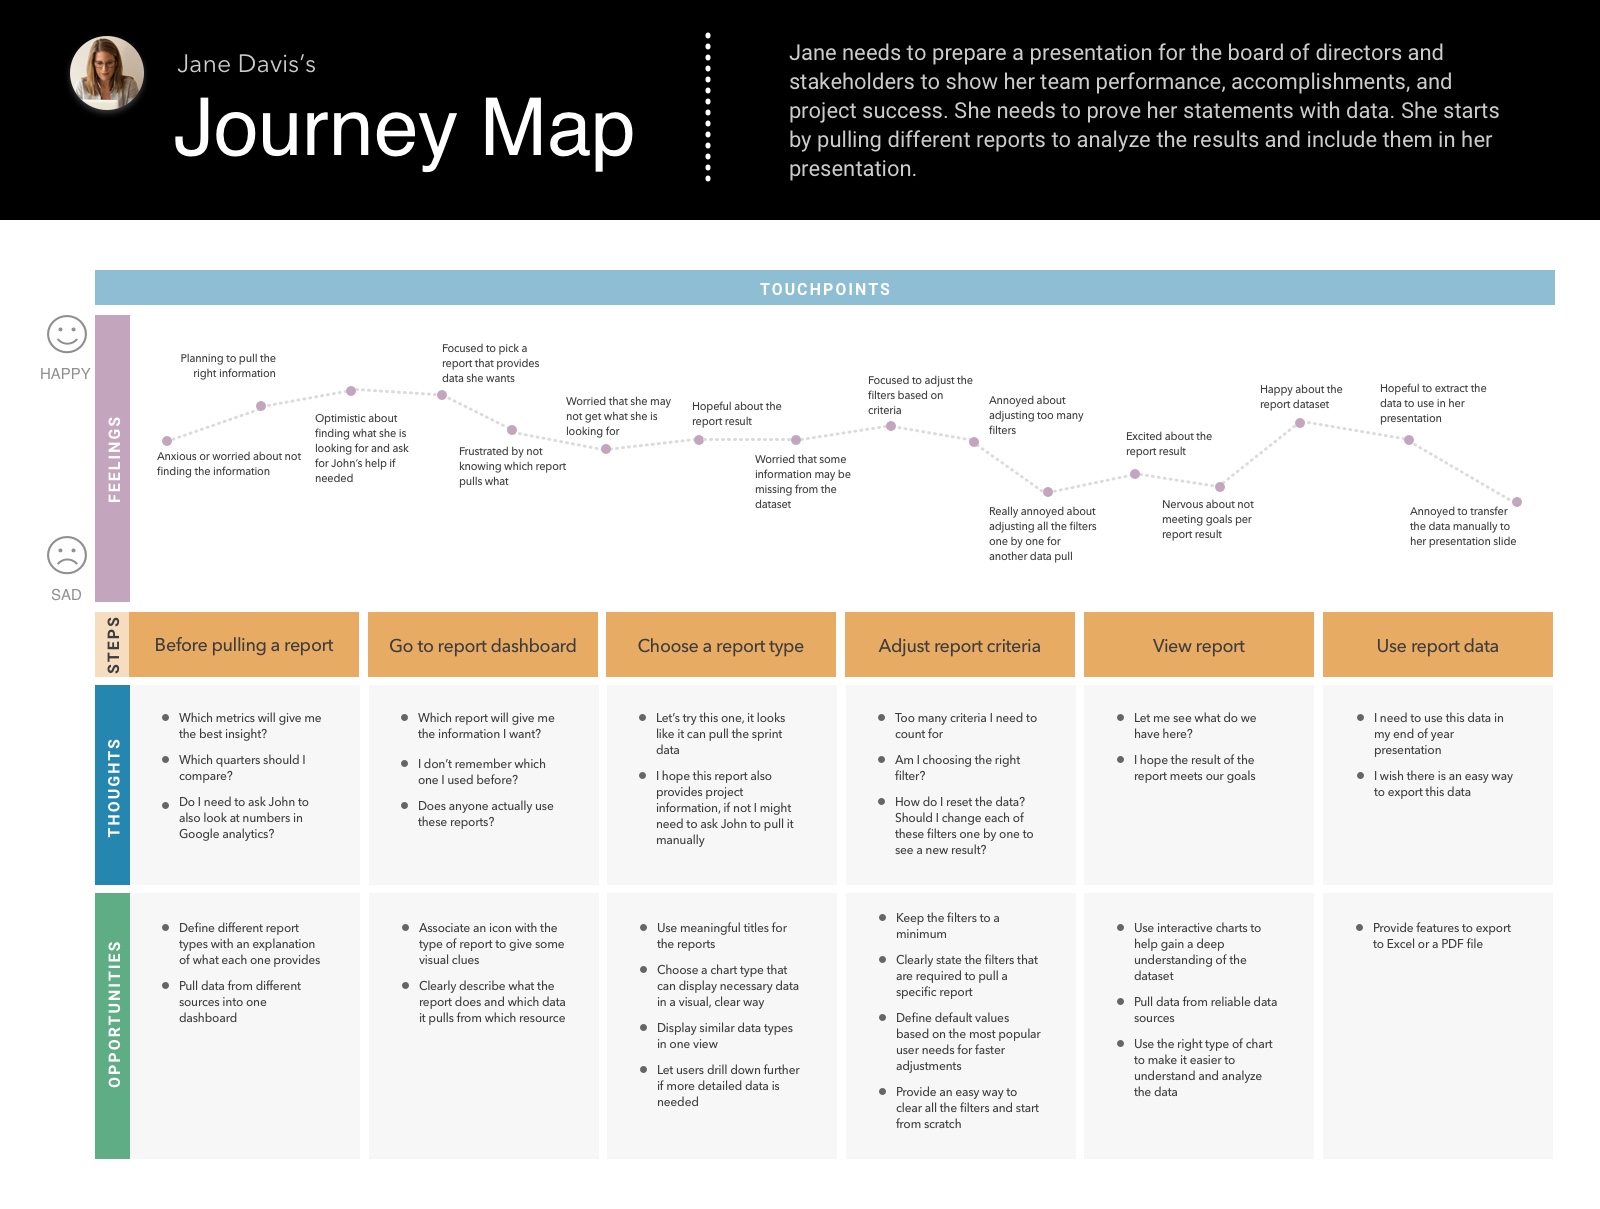 Jane Davis's
Journey Map
Jane needs to prepare a presentation for the board of directors and
stakeholders to show her team performance, accomplishments, and
project success. She needs to prove her statements with data. She starts
by pulling different reports to analyze the results and include them in her
presentation.
TOUCHPOINTS
HAPPY
SAD
FEELINGS
Anxious or worried about not
finding the information
Planning to pull the
right information
Optimistic about
finding what she is
looking for and ask
for John's help if
needed
Focused to pick a
report that provides
data she wants
Frustrated by not
knowing which report
pulls what
Worried that she may
not get what she is
looking for
Hopeful about the
report result
Worried that some
information may be
missing from the
dataset
Focused to adjust the
filters based on
criteria
Annoyed about
adjusting too many
filters
Really annoyed about
adjusting all the filters
one by one for
another data pull
Excited about the
report result
Nervous about not
meeting goals per
report result
Happy about the
report dataset
Hopeful to extract the
data to use in her
presentation
Annoyed to transfer
the data manually to
her presentation slide
STEPS
Before pulling a report
Go to report dashboard
Choose a report type
Adjust report criteria
View report
Use report data
THOUGHTS
Which metrics will give me
the best insight?
Which quarters should I
compare?
Do I need to ask John to
also look at numbers in
Google analytics?
Which report will give me
the information I want?
I don't remember which
one I used before?
Does anyone actually use
these reports?
Let's try this one, it looks
like it can pull the sprint
data
I hope this report also
provides project
information, if not I might
need to ask John to pull it
manually
Too many criteria I need to
count for
Am I choosing the right
filter?
How do I reset the data?
Should I change each of
these filters one by one to
see a new result?
Let me see what do we
have here?
I hope the result of the
report meets our goals
I need to use this data in
my end of year
presentation
I wish there is an easy way
to export this data
OPPORTUNITIES
Define different report
types with an explanation
of what each one provides
Pull data from different
sources into one
dashboard
Associate an icon with the
type of report to give some
visual clues
Clearly describe what the
report does and which data
it pulls from which resource
Use meaningful titles for
the reports
Choose a chart type that
can display necessary data
in a visual, clear way
Display similar data types
in one view
Let users drill down further
if more detailed data is
needed
Keep the filters to a
minimum
Clearly state the filters that
are required to pull a
specific report
Define default values
based on the most popular
user needs for faster
adjustments
Provide an easy way to
clear all the filters and start
from scratch
Use interactive charts to
help gain a deep
understanding of the
dataset
Pull data from reliable data
sources
Use the right type of chart
to make it easier to
understand and analyze
the data
Provide features to export
to Excel or a PDF file